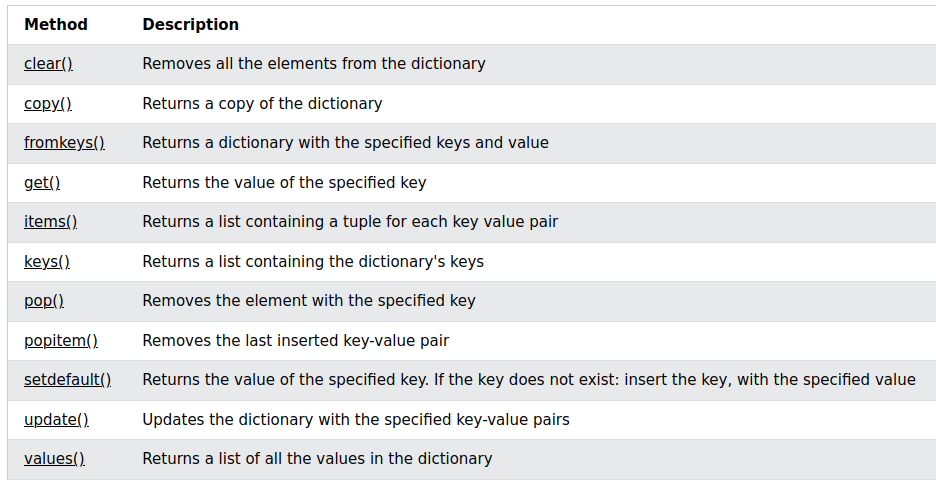 Method Description
clear() Removes all the elements from the dictionary
copy() Returns a copy of the dictionary
fromkeys() Returns a dictionary with the specified keys and value
get() Returns the value of the specified key
items() Returns a list containing a tuple for each key value pair
keys() Returns a list containing the dictionary's keys
pop() Removes the element with the specified key
popitem() Removes the last inserted key-value pair
setdefault() Returns the value of the specified key. If the key does not exist: insert the key, with the specified value
update() Updates the dictionary with the specified key-value pairs
values() Returns a list of all the values in the dictionary